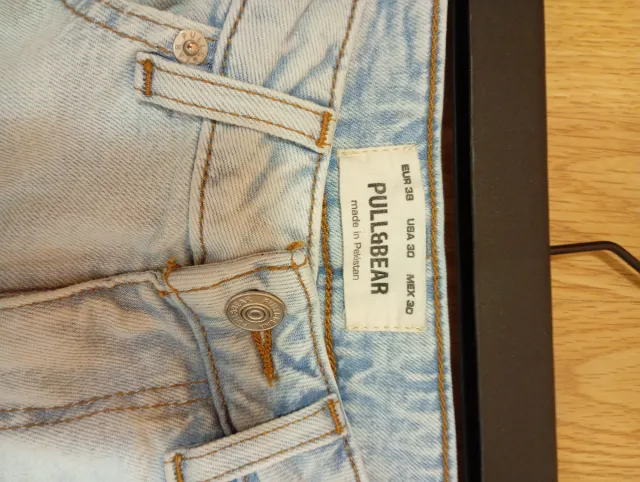 EUR 38 USA 30 MEX 30
PULL&BEAR
made in Pakistan